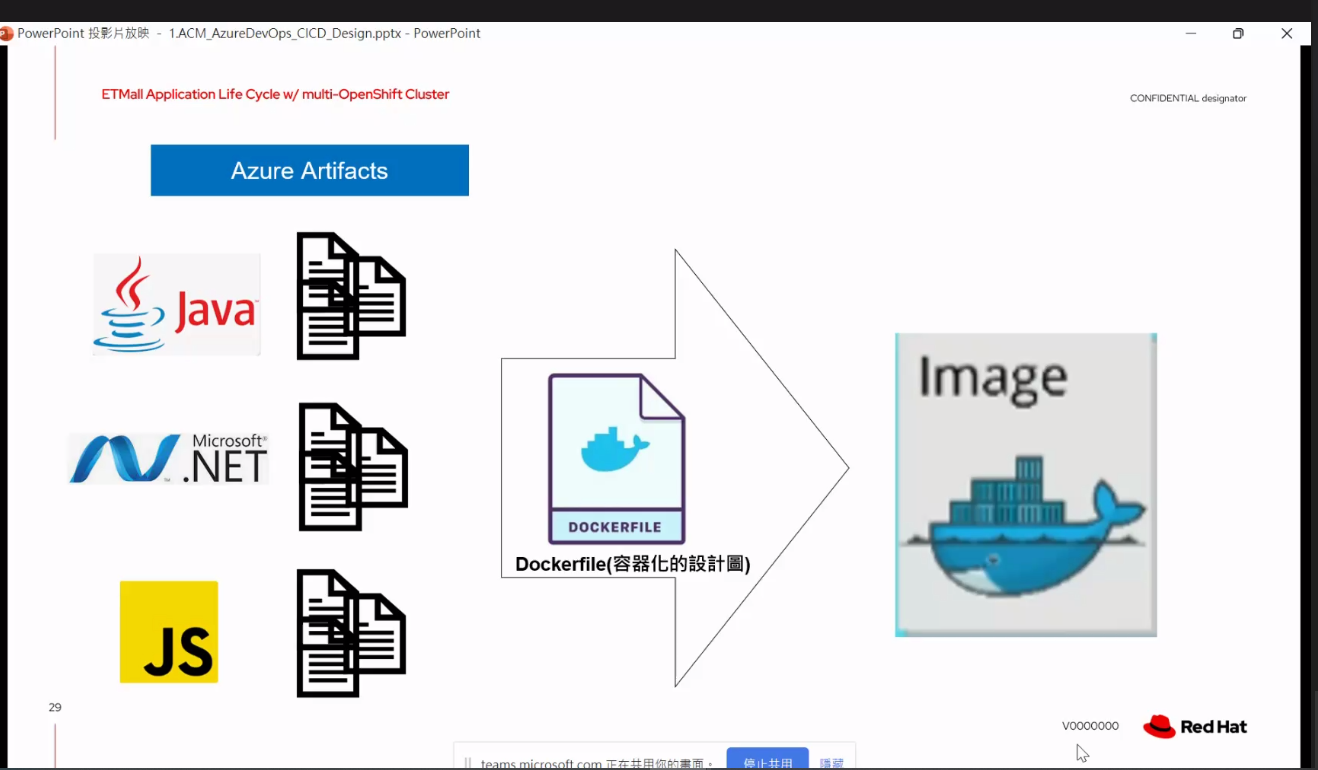 PowerPoint 投影片放映 - 1.ACM_AzureDevOps_CICD_Design.pptx - PowerPoint
ETMall Application Life Cycle w/ multi-OpenShift Cluster
CONFIDENTIAL designator
Azure Artifacts
Java
Microsoft®
.NET
JS
DOCKERFILE
Dockerfile(容器化的設計圖)
Image
29
V0000000
Red Hat
teams.microsoft.com 正在共用你的畫面。
停止共用
隱藏